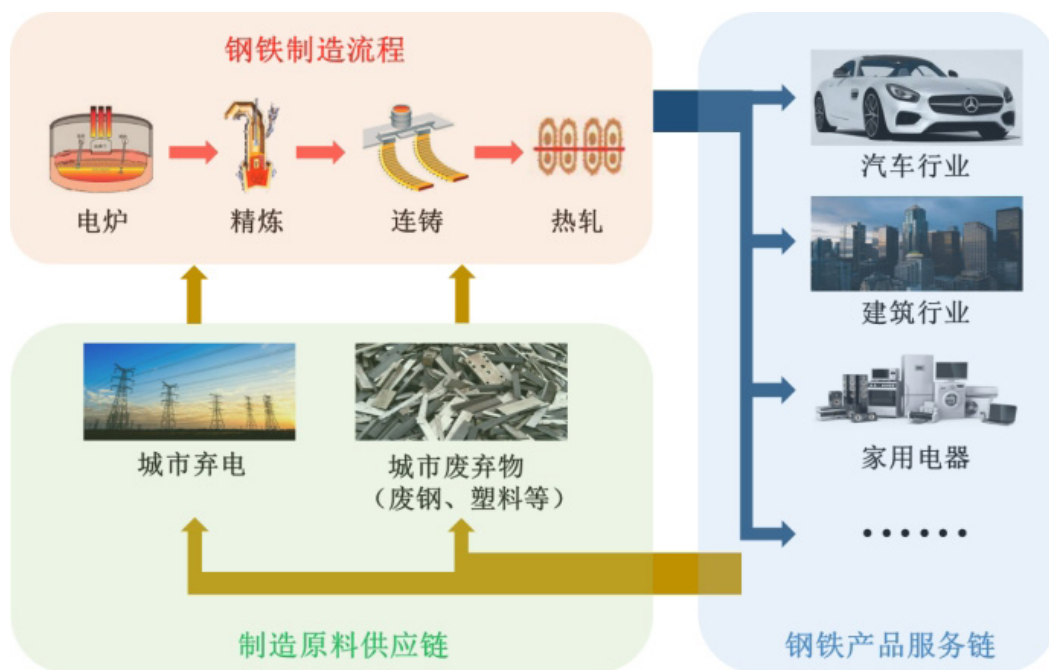 钢铁制造流程
电炉
精炼
连铸
热轧
汽车行业
建筑行业
家用电器
······
城市弃电
城市废弃物
（废钢、塑料等）
制造原料供应链
钢铁产品服务链